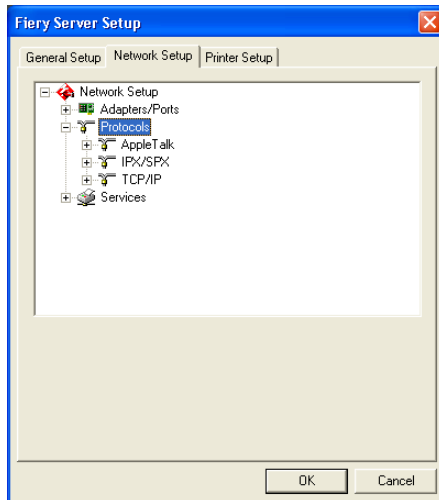 Fiery Server Setup
General Setup Network Setup Printer Setup
Network Setup
Adapters/Ports
Protocols
AppleTalk
IPX/SPX
TCP/IP
Services
OK Cancel